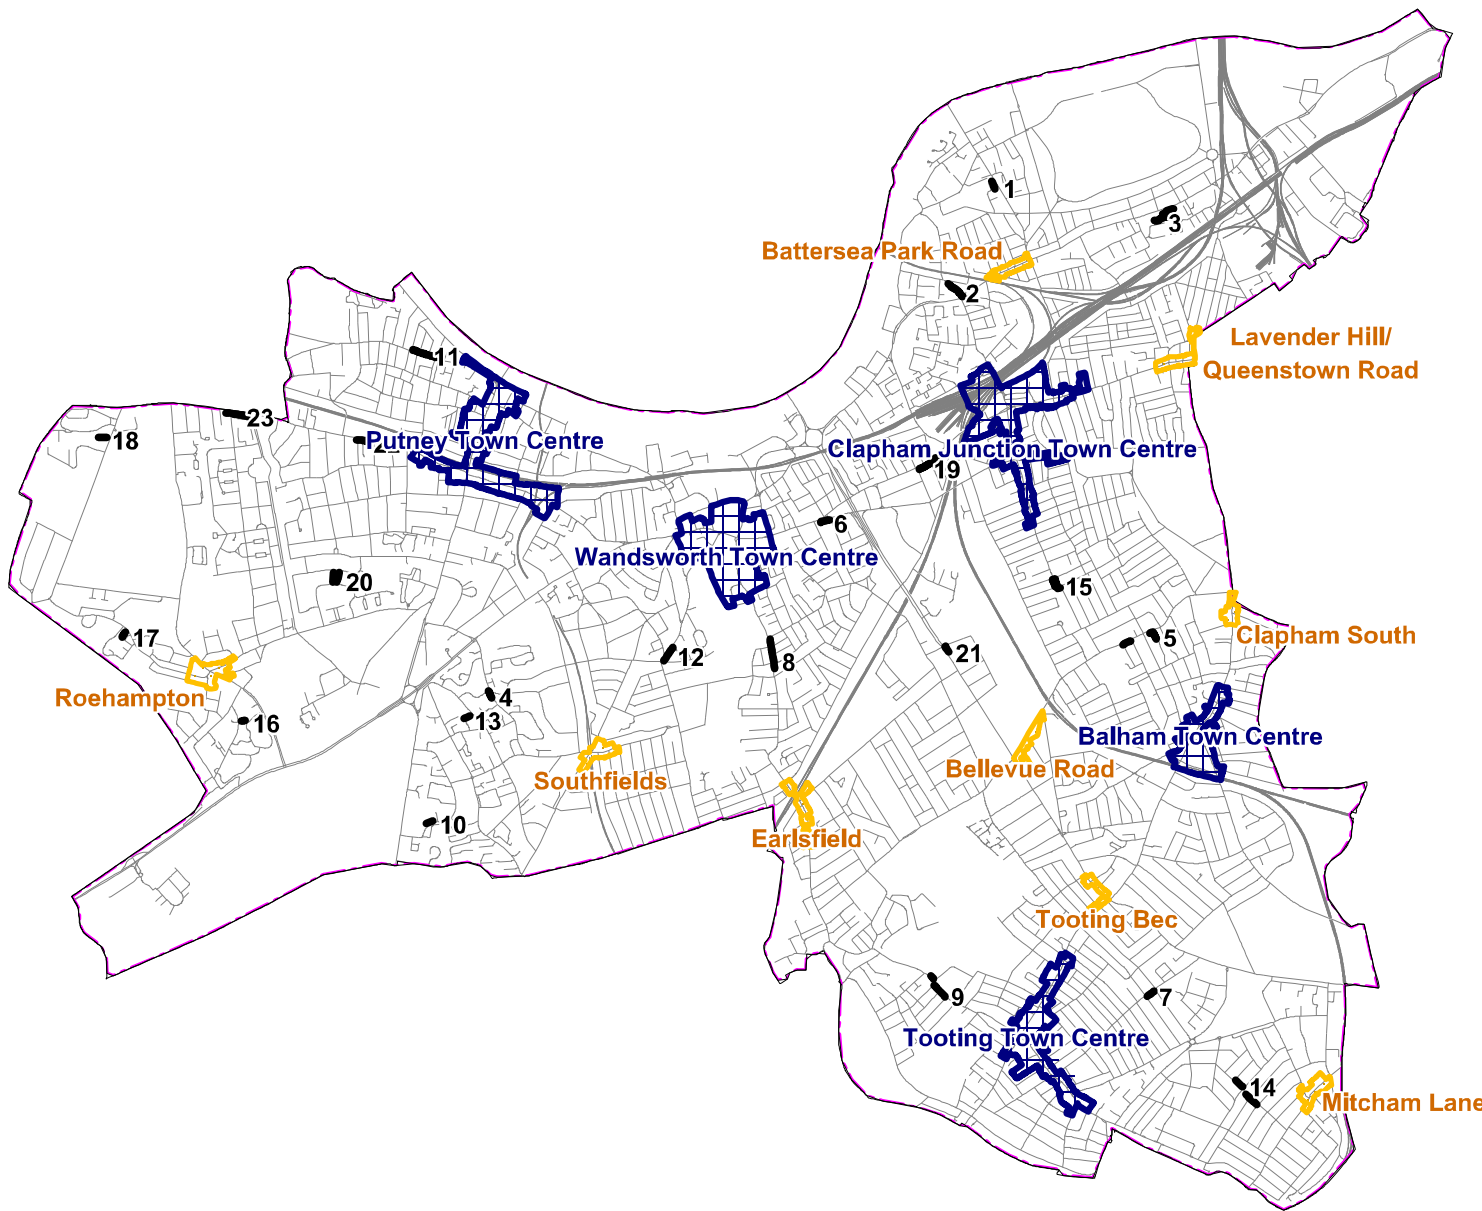 1
3
Battersea Park Road
2
Lavender Hill/
Queenstown Road
11
23
18
Putney Town Centre
Clapham Junction Town Centre
19
6
Wandsworth Town Centre
20
15
17
12
8
21
5
Clapham South
Roehampton
4
16
13
Balham Town Centre
Southfields
Bellevue Road
10
Earlsfield
Tooting Bec
9
7
Tooting Town Centre
14
Mitcham Lane